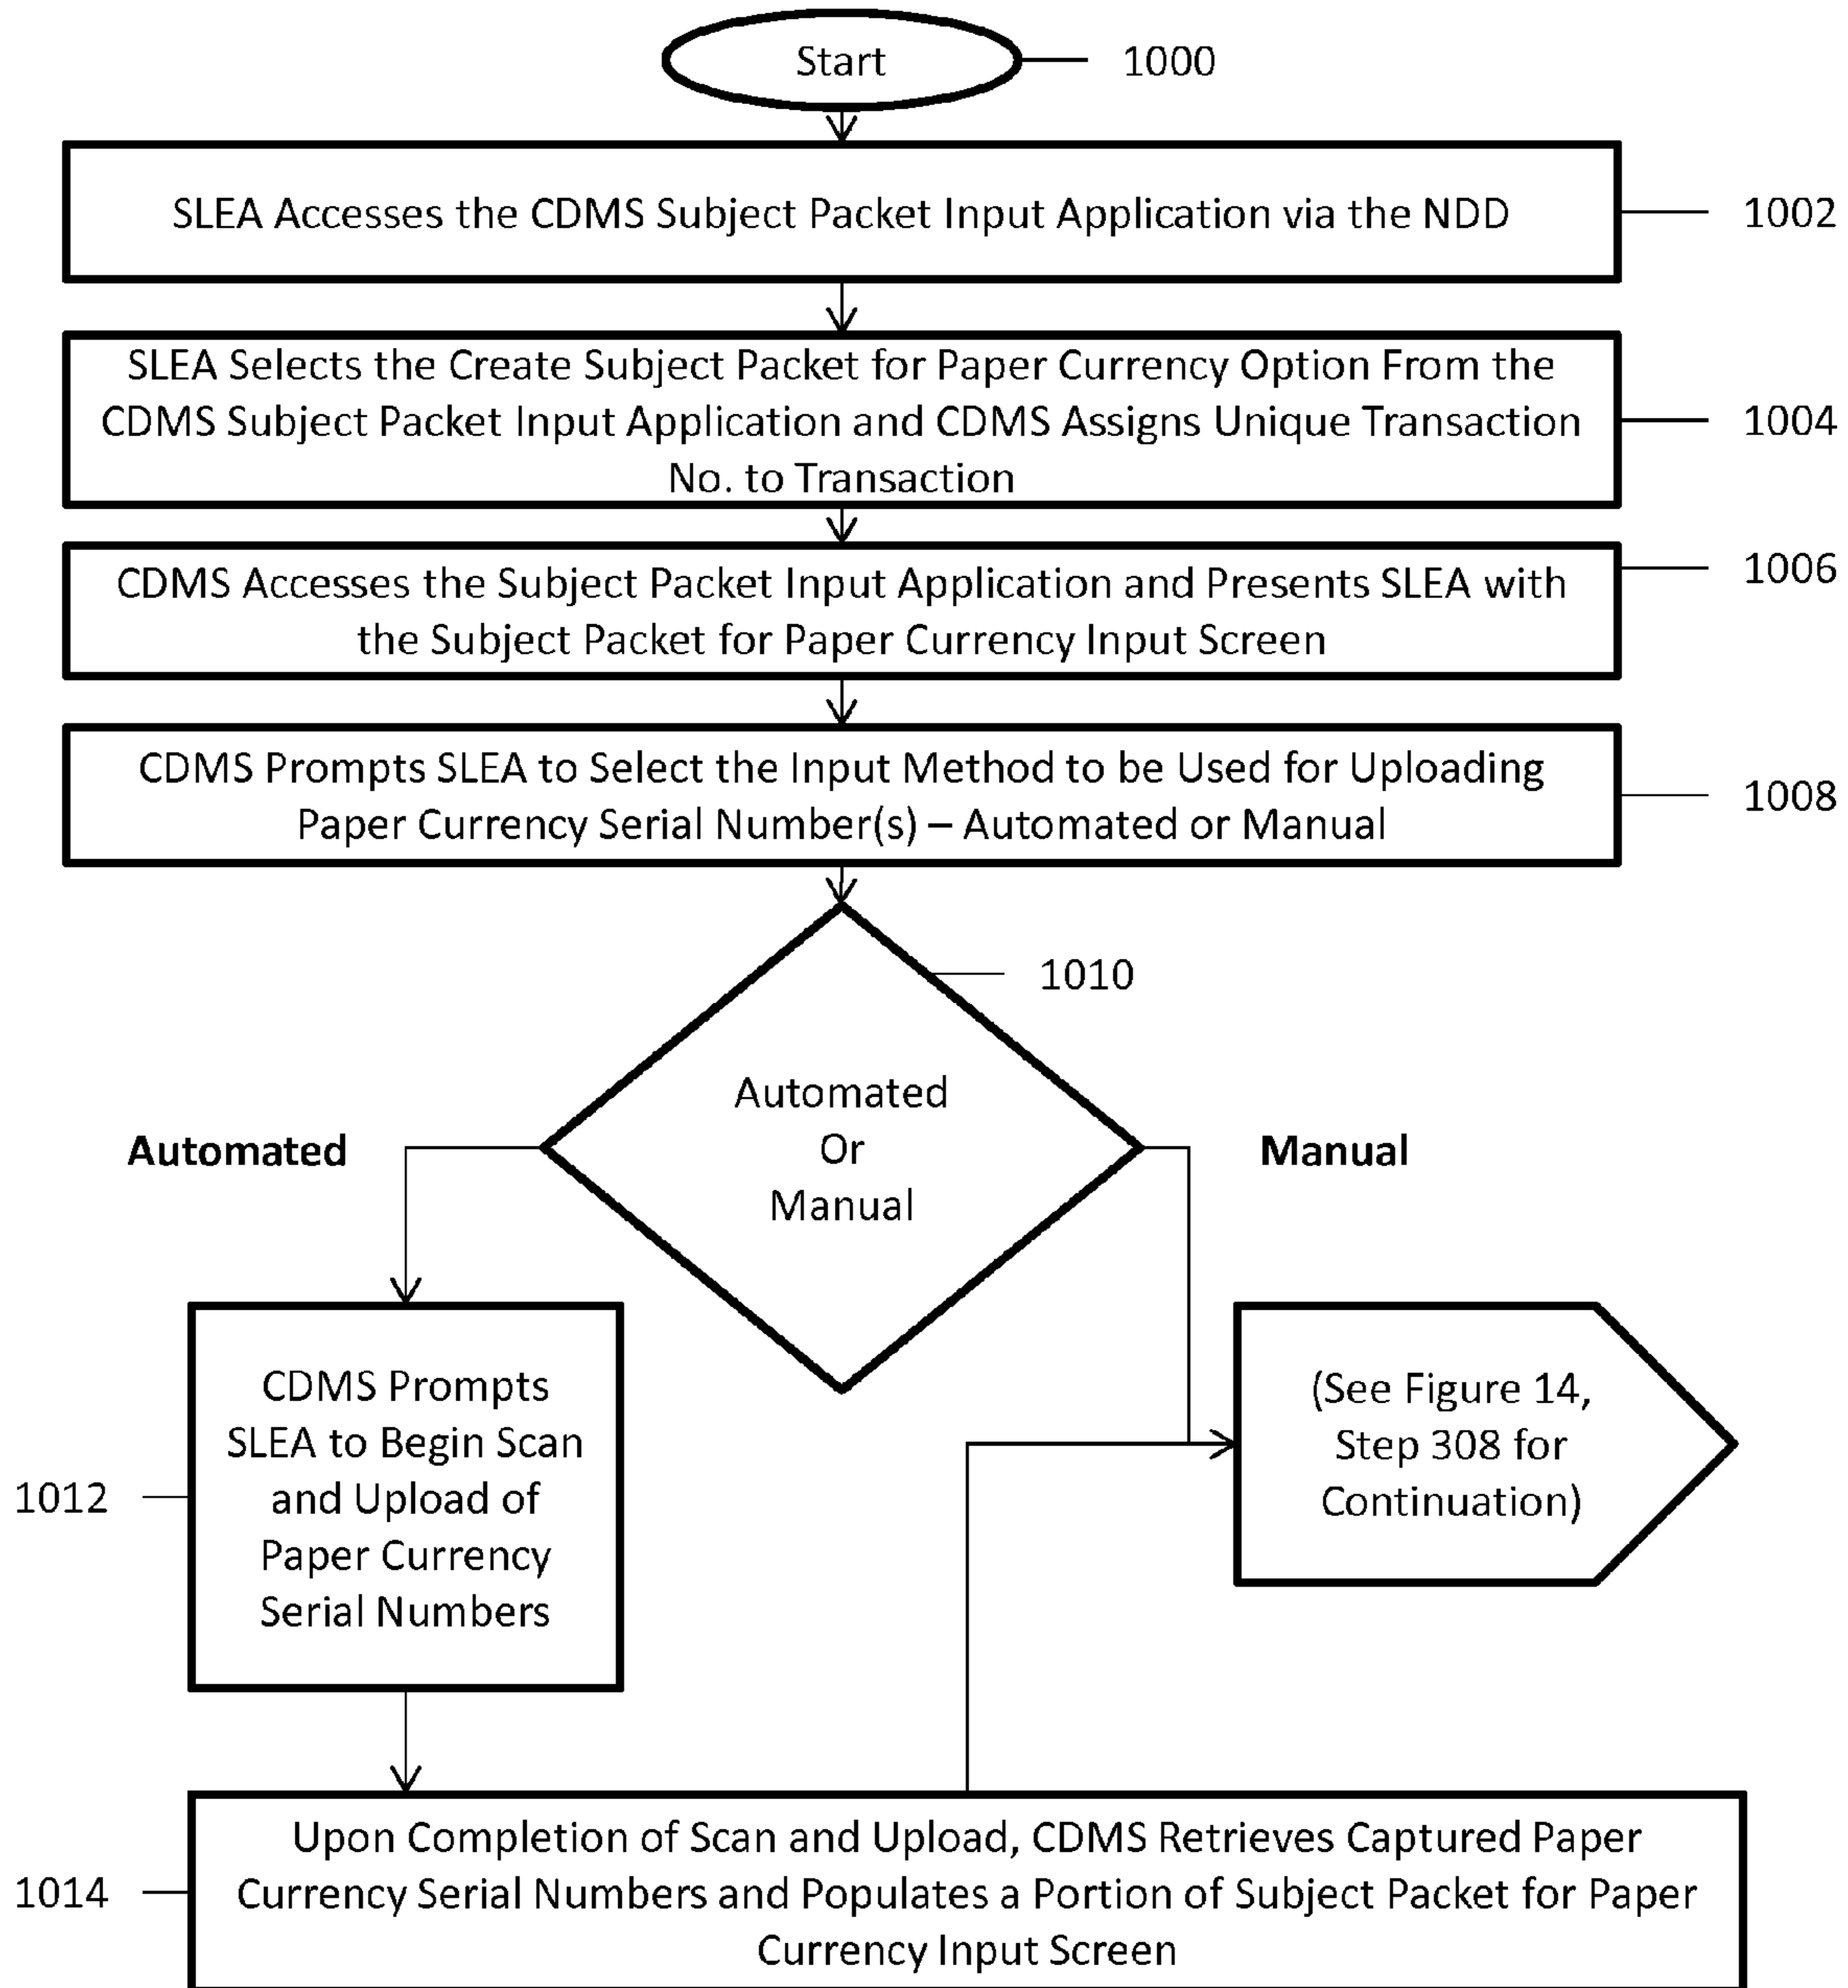 Start
1000
SLEA Accesses the CDMS Subject Packet Input Application via the NDD
1002
SLEA Selects the Create Subject Packet for Paper Currency Option From the
CDMS Subject Packet Input Application and CDMS Assigns Unique Transaction
No. to Transaction
1004
CDMS Accesses the Subject Packet Input Application and Presents SLEA with
the Subject Packet for Paper Currency Input Screen
1006
CDMS Prompts SLEA to Select the Input Method to be Used for Uploading
Paper Currency Serial Number(s) – Automated or Manual
1008
1010
Automated
Or
Manual
Automated
Manual
CDMS Prompts
SLEA to Begin Scan
and Upload of
Paper Currency
Serial Numbers
1012
(See Figure 14,
Step 308 for
Continuation)
Upon Completion of Scan and Upload, CDMS Retrieves Captured Paper
Currency Serial Numbers and Populates a Portion of Subject Packet for Paper
Currency Input Screen
1014